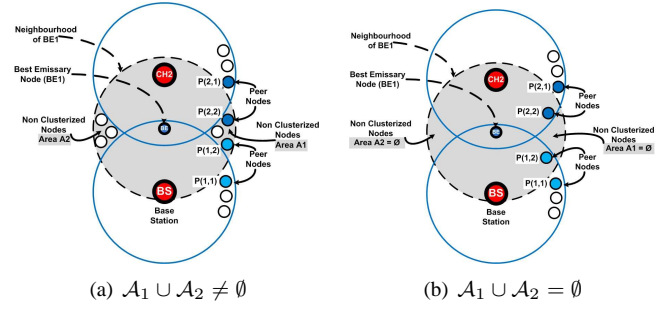 Neighbourhood
of BE1
Best Emissary
Node (BE1)
CH2
P(2,1)
Peer
Nodes
P(2,2)
Non Clusterized
Nodes
Area A2
BE
Non Clusterized
Nodes
Area A1
P(1,2)
Peer
Nodes
P(1,1)
BS
Base
Station
(a) A₁ ∪ A₂ ≠ ∅
Neighbourhood
of BE1
Best Emissary
Node (BE1)
CH2
P(2,1)
Peer
Nodes
P(2,2)
Non Clusterized
Nodes
Area A2 = Ø
BE
Non Clusterized
Nodes
Area A1 = Ø
P(1,2)
Peer
Nodes
P(1,1)
BS
Base
Station
(b) A₁ ∪ A₂ = ∅